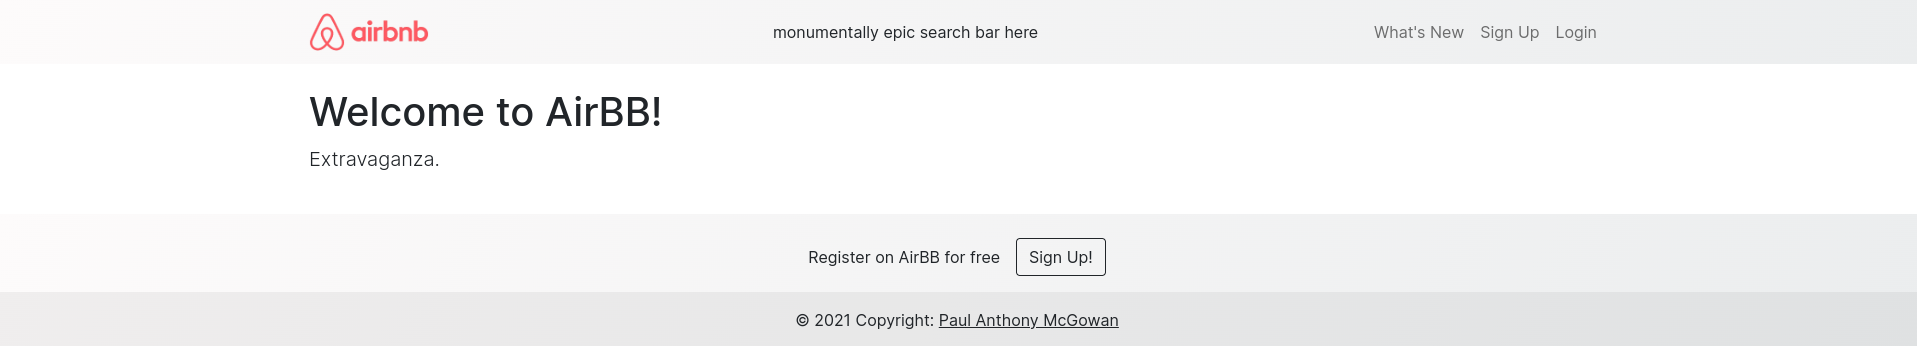 airbnb monumentally epic search bar here What's New Sign Up Login
Welcome to AirBB!
Extravaganza.
Register on AirBB for free Sign Up!
© 2021 Copyright: Paul Anthony McGowan